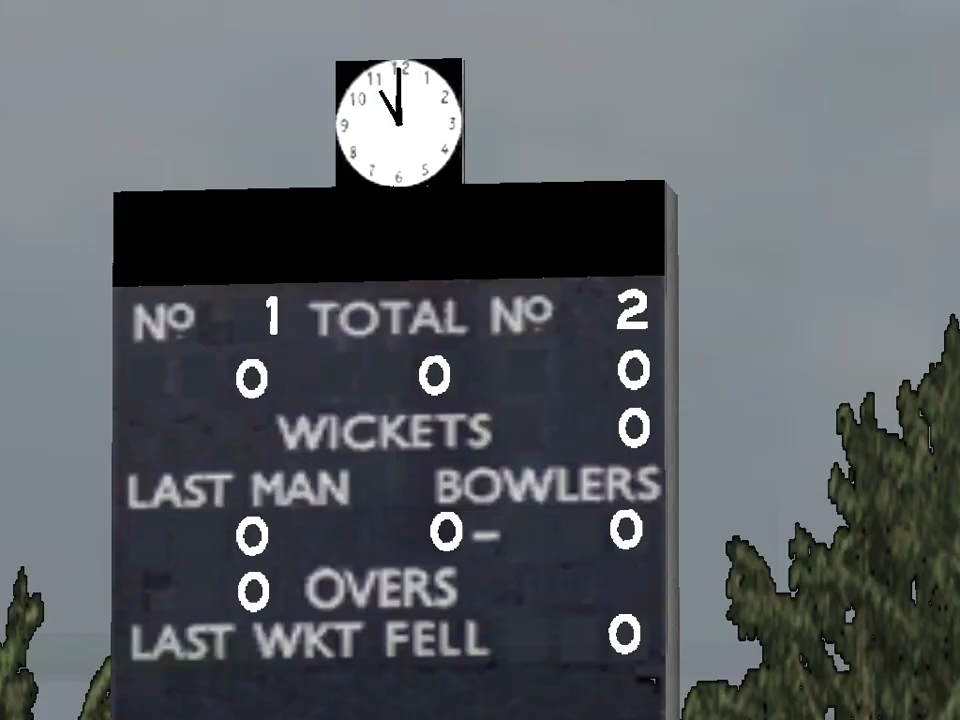 12
11 1
10 2
9 3
8 4
7 5
6
Nº 1 TOTAL Nº 2
0 0 0
WICKETS 0
LAST MAN BOWLERS
0 0 - 0
0 OVERS
LAST WKT FELL 0